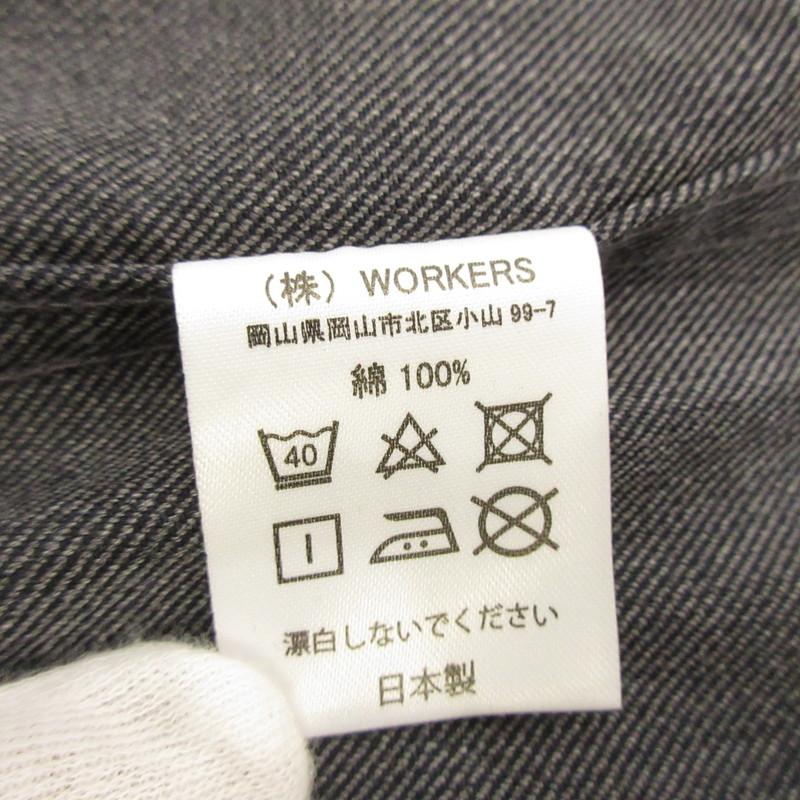 （株）WORKERS
岡山県岡山市北区小山 99-7
綿 100%
40
漂白しないでください
日本製